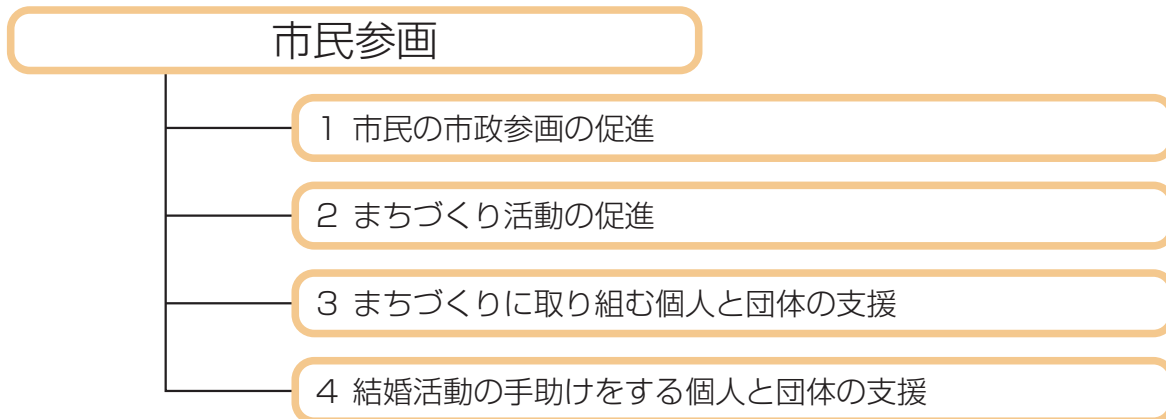 市民参画
1 市民の市政参画の促進
2 まちづくり活動の促進
3 まちづくりに取り組む個人と団体の支援
4 結婚活動の手助けをする個人と団体の支援